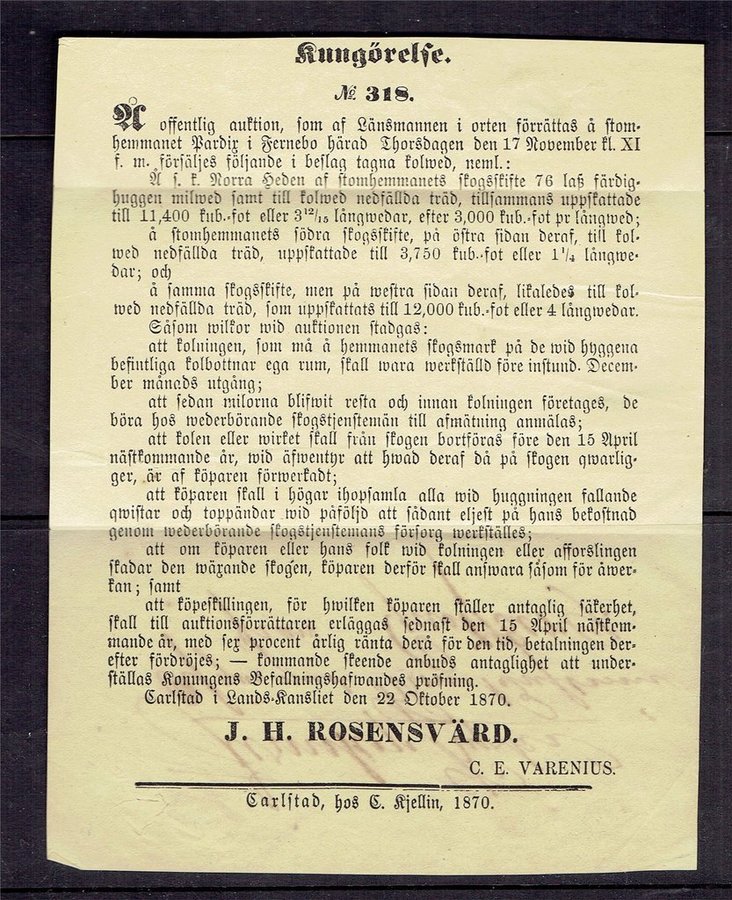 Kungörelse.
№ 318.
Å offentlig auktion, som af Länsmannen i orten förrättas å stom-
hemmanet Pardix i Fernebo härad Thorsdagen den 17 November kl. XI
f. m. försäljes följande i beslag tagna kolwed, neml.:
Å s. k. Norra Heden af stomhemmanets skogsskifte 76 laß färdig-
huggen milwed samt till kolwed nedfällda träd, tillsammans uppskattade
till 11,400 kub.-fot eller 3¹²/₁₅ långwedar, efter 3,000 kub.-fot pr långwed;
å stomhemmanets södra skogsskifte, på östra sidan deraf, till kol-
wed nedfällda träd, uppskattade till 3,750 kub.-fot eller 1¹/₄ långwe-
dar; och
å samma skogsskifte, men på westra sidan deraf, likaledes till kol-
wed nedfällda träd, som uppskattats till 12,000 kub.-fot eller 4 långwedar.
Såsom wilkor wid auktionen stadgas:
att kolningen, som må å hemmanets skogsmark på de wid hyggena
befintliga kolbottnar ega rum, skall wara werkställd före instund. Decem-
ber månads utgång;
att sedan milorna blifwit resta och innan kolningen företages, de
böra hos wederbörande skogstjenstemän till afmätning anmälas;
att kolen eller wirket skall från skogen bortföras före den 15 April
nästkommande år, wid äfwentyr att hwad deraf då på skogen qwarlig-
ger, är af köparen förwerkadt;
att köparen skall i högar ihopsamla alla wid huggningen fallande
qwistar och toppändar wid påföljd att sådant eljest på hans bekostnad
genom wederbörande skogstjenstemans försorg werkställes;
att om köparen eller hans folk wid kolningen eller afforslingen
skadar den wäxande skogen, köparen derför skall answara såsom för åwer-
kan; samt
att köpeskillingen, för hwilken köparen ställer antaglig säkerhet,
skall till auktionsförrättaren erläggas sednast den 15 April nästkom-
mande år, med sex procent årlig ränta derå för den tid, betalningen der-
efter fördröjes; — kommande skeende anbuds antaglighet att under-
ställas Konungens Befallningshafwandes pröfning.
Carlstad i Lands-Kansliet den 22 Oktober 1870.
J. H. ROSENSVÄRD.
C. E. VARENIUS.
Carlstad, hos C. Kjellin, 1870.